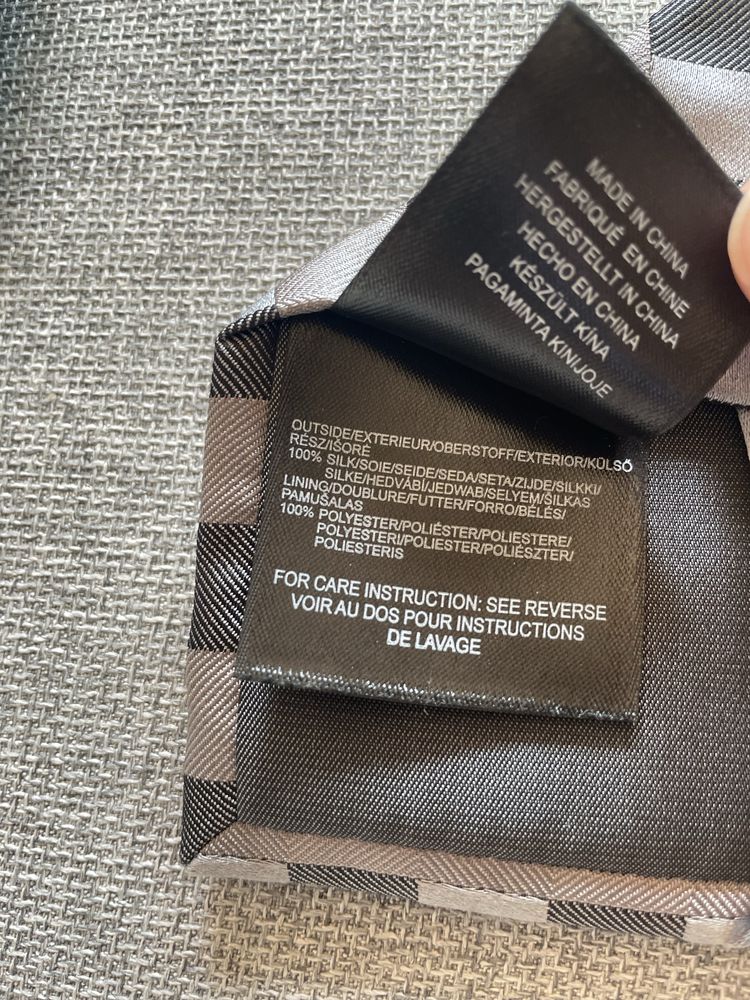 MADE IN CHINA
FABRIQUÉ EN CHINE
HERGESTELLT IN CHINA
HECHO EN CHINA
KÉSZÜLT KÍNA
PAGAMINTA KINIJOJE
OUTSIDE/EXTERIEUR/OBERSTOFF/EXTERIOR/KÜLSŐ
RÉSZ/IŠORĖ
100% SILK/SOIE/SEIDE/SEDA/SETA/ZIJDE/SILKKI/
SILKE/HEDVÁBÍ/JEDWAB/SELYEM/ŠILKAS
LINING/DOUBLURE/FUTTER/FORRO/BÉLÉS/
PAMUŠALAS
100% POLYESTER/POLIÉSTER/POLIESTERE/
POLYESTERI/POLIESTER/POLIÉSZTER/
POLIESTERIS
FOR CARE INSTRUCTION: SEE REVERSE
VOIR AU DOS POUR INSTRUCTIONS
DE LAVAGE